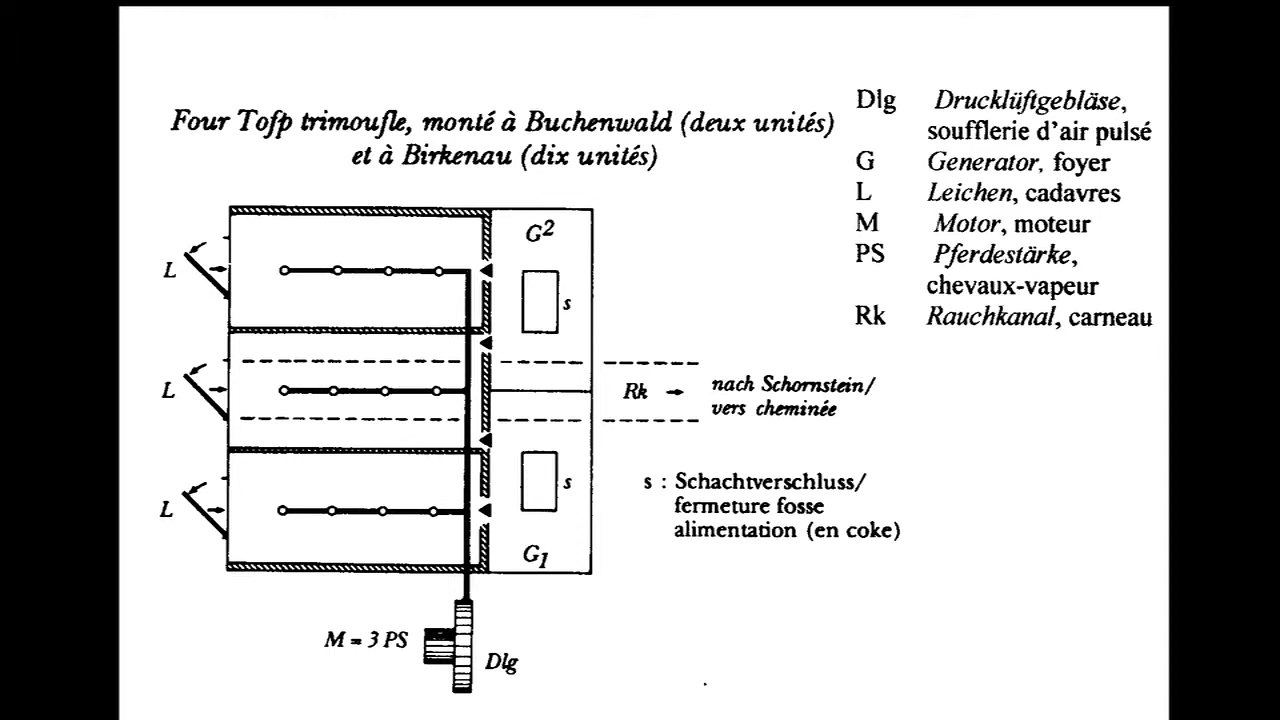 Four Topf trimoufle, monté à Buchenwald (deux unités)
et à Birkenau (dix unités)
Dlg Drucklüftgebläse,
soufflerie d'air pulsé
G Generator, foyer
L Leichen, cadavres
M Motor, moteur
PS Pferdestärke,
chevaux-vapeur
Rk Rauchkanal, carneau
G2
L
s
L
Rk
nach Schornstein/
vers cheminée
L
s
G1
s : Schachtverschluss/
fermeture fosse
alimentation (en coke)
M = 3 PS
Dlg